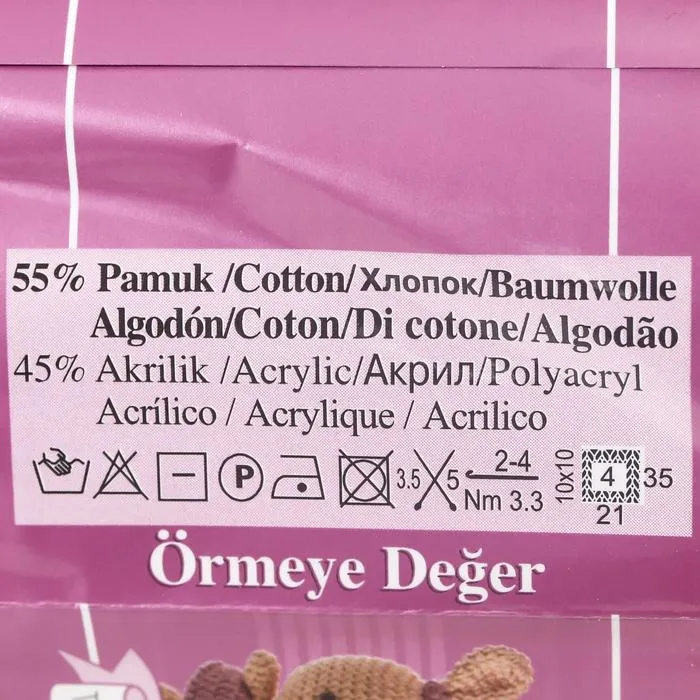 55% Pamuk /Cotton/Хлопок/Baumwolle
Algodón/Coton/Di cotone/Algodão
45% Akrilik /Acrylic/Акрил/Polyacryl
Acrílico / Acrylique / Acrilico
P 3.5 5 2-4 Nm 3.3 10x10 4 35
21
Örmeye Değer